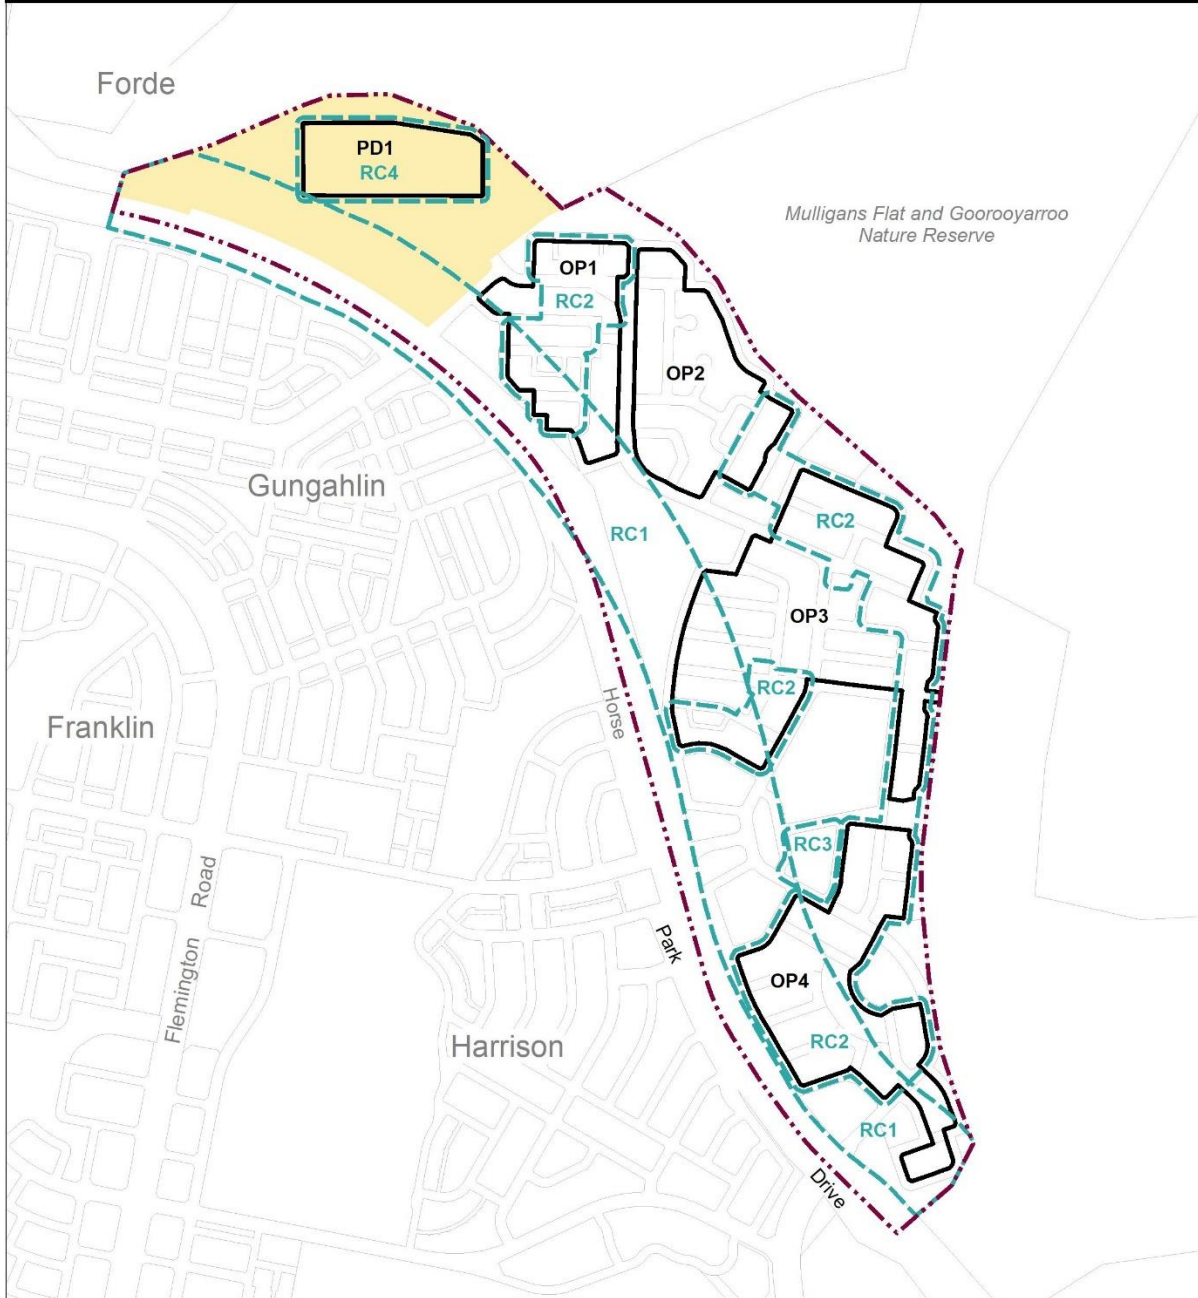 Forde
PD1
RC4
Mulligans Flat and Goorooyarroo
Nature Reserve
OP1
RC2
OP2
Gungahlin
RC2
RC1
OP3
RC2
Horse
Franklin
RC3
Road
Park
OP4
Flemington
RC2
Harrison
RC1
Drive